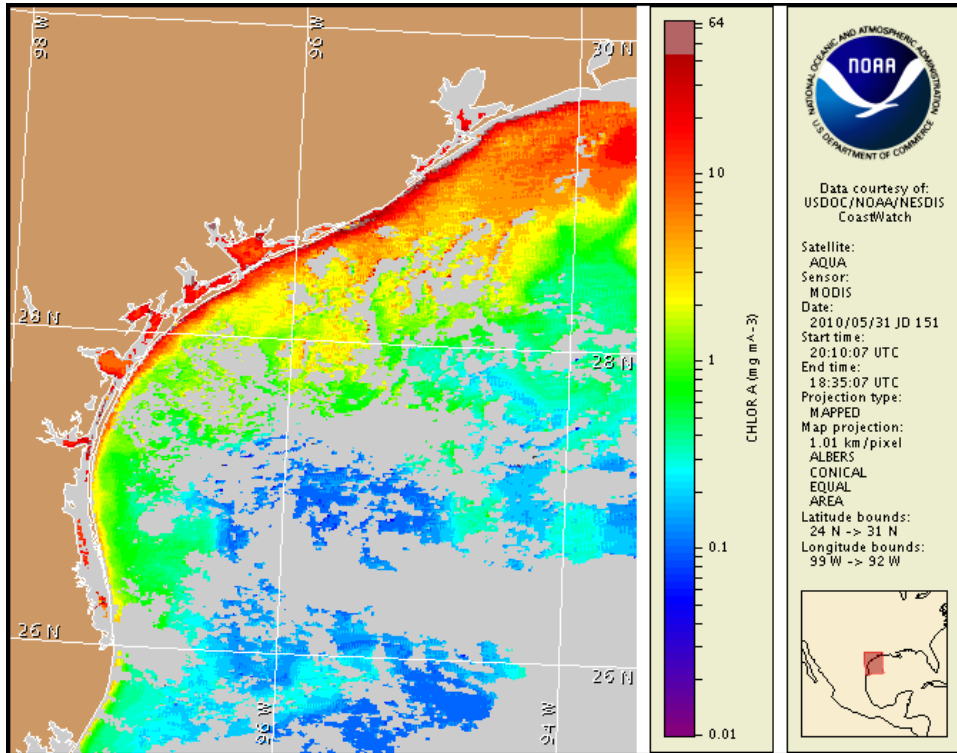 98 W
96 W
30 N
28 N
28 N
26 N
26 N
96 W
94 W
64
10
1
0.1
0.01
CHLOR A (mg m^-3)
NATIONAL OCEANIC AND ATMOSPHERIC ADMINISTRATION
NOAA
U.S. DEPARTMENT OF COMMERCE
Data courtesy of:
USDOC/NOAA/NESDIS
CoastWatch
Satellite:
AQUA
Sensor:
MODIS
Date:
2010/05/31 JD 151
Start time:
20:10:07 UTC
End time:
18:35:07 UTC
Projection type:
MAPPED
Map projection:
1.01 km/pixel
ALBERS
CONICAL
EQUAL
AREA
Latitude bounds:
24 N -> 31 N
Longitude bounds:
99 W -> 92 W